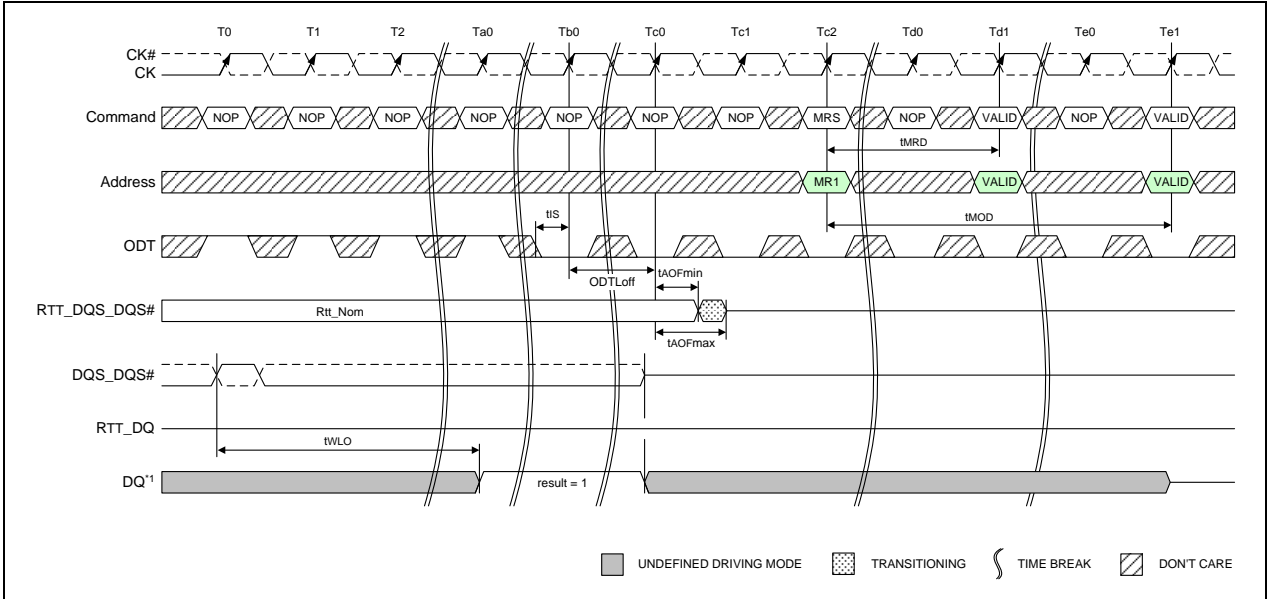 T0 T1 T2 Ta0 Tb0 Tc0 Tc1 Tc2 Td0 Td1 Te0 Te1
CK#
CK
Command NOP NOP NOP NOP NOP NOP NOP MRS NOP VALID NOP VALID
tMRD
Address MR1 VALID VALID
tIS tMOD
ODT
ODTLoff tAOFmin
RTT_DQS_DQS# Rtt_Nom
tAOFmax
DQS_DQS#
RTT_DQ
tWLO
DQ*1 result = 1
UNDEFINED DRIVING MODE TRANSITIONING TIME BREAK DON'T CARE